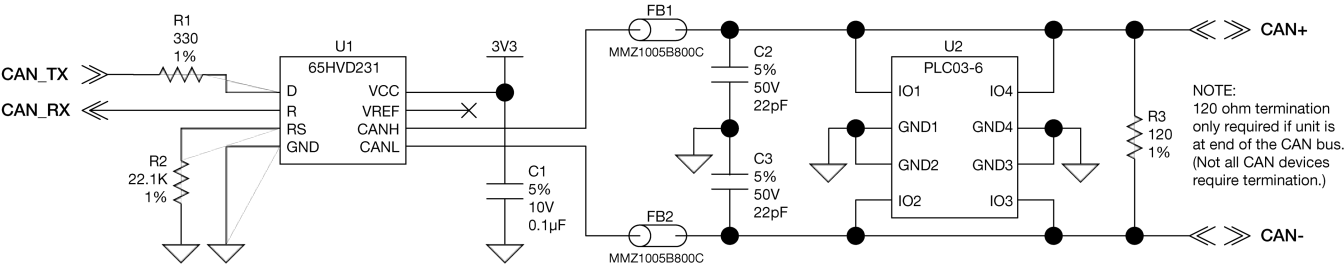 R1
330
1%
CAN_TX
CAN_RX
R2
22.1K
1%
U1
65HVD231
D
R
RS
GND
VCC
VREF
CANH
CANL
3V3
C1
5%
10V
0.1µF
FB1
MMZ1005B800C
C2
5%
50V
22pF
C3
5%
50V
22pF
FB2
MMZ1005B800C
U2
PLC03-6
IO1
GND1
GND2
IO2
IO4
GND4
GND3
IO3
R3
120
1%
CAN+
NOTE:
120 ohm termination
only required if unit is
at end of the CAN bus.
(Not all CAN devices
require termination.)
CAN-